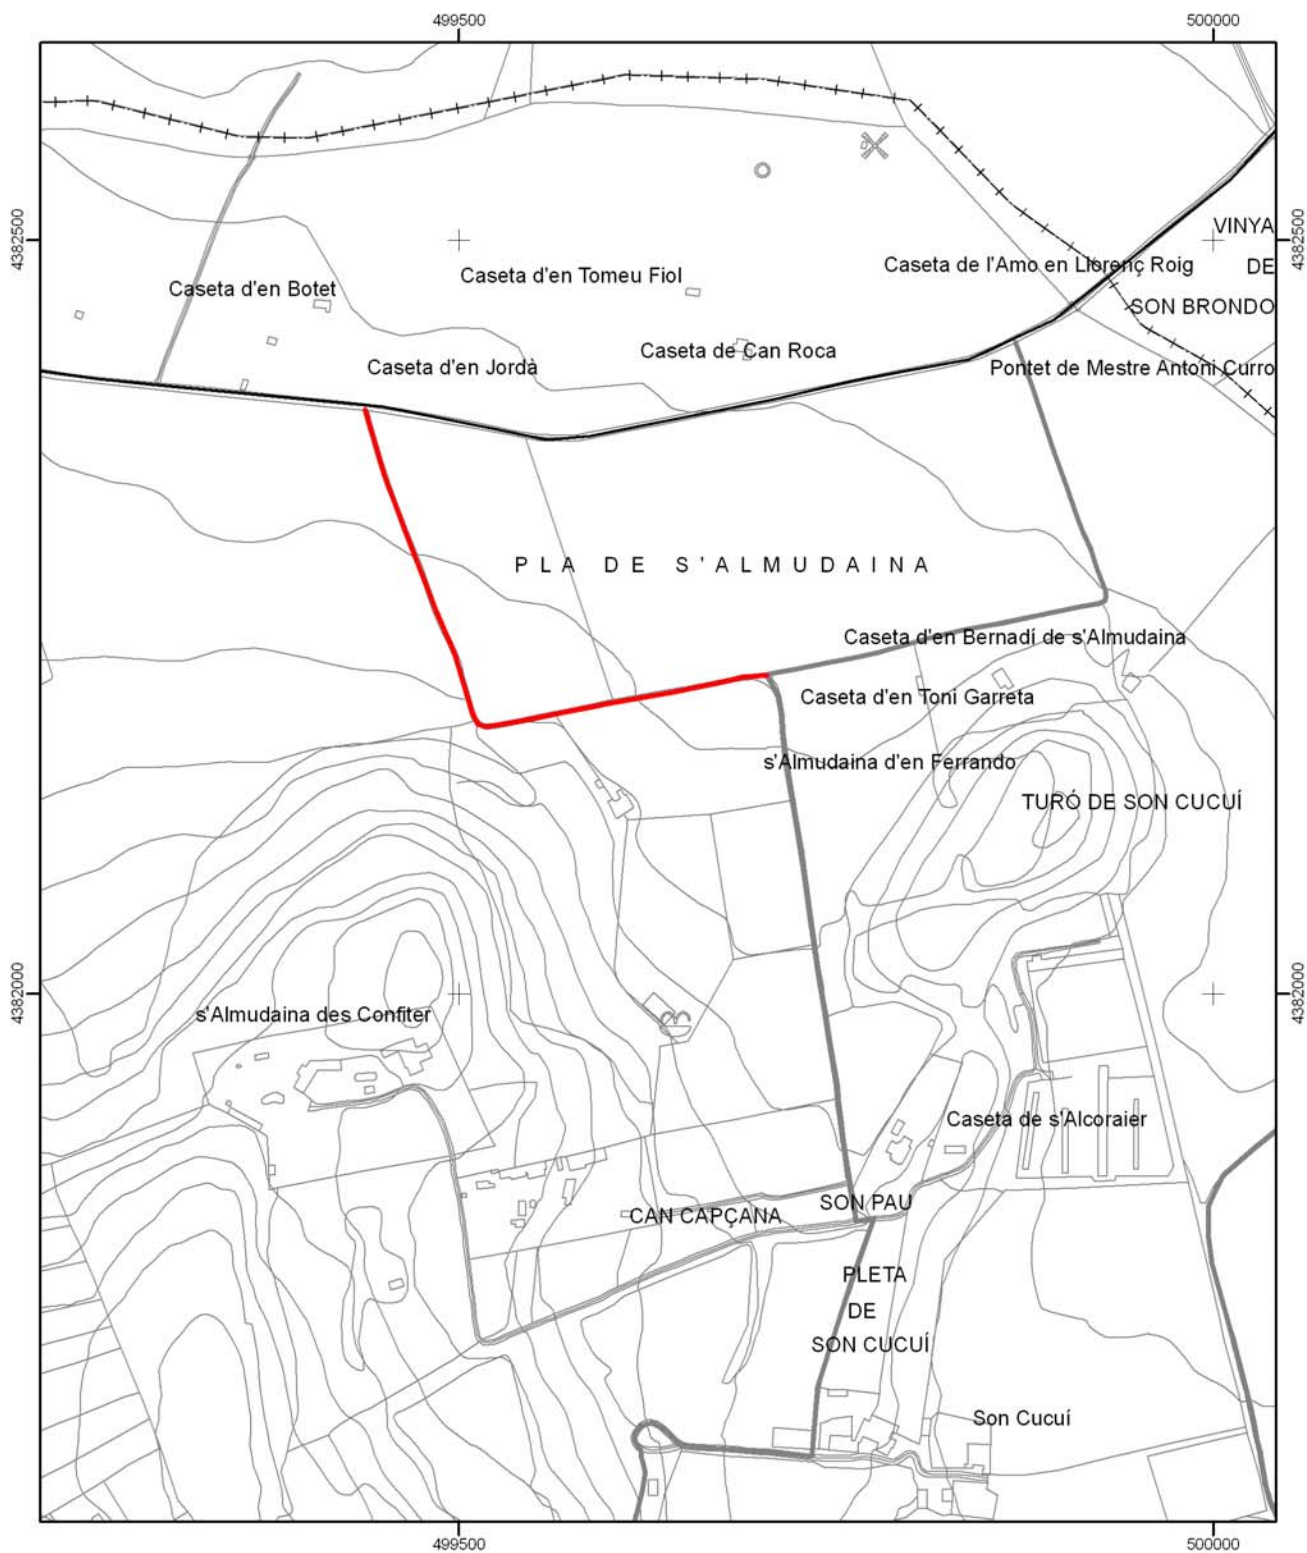 499500
500000
4382500
4382500
VINYA
DE
SON BRONDO
Caseta de l'Amo en Llorenç Roig
Caseta d'en Tomeu Fiol
Caseta d'en Botet
Caseta de Can Roca
Caseta d'en Jordà
Pontet de Mestre Antoni Curro
PLA DE S'ALMUDAINA
Caseta d'en Bernadí de s'Almudaina
Caseta d'en Toni Garreta
s'Almudaina d'en Ferrando
TURÓ DE SON CUCUÍ
4382000
4382000
s'Almudaina des Confiter
Caseta de s'Alcoraier
SON PAU
CAN CAPÇANA
PLETA
DE
SON CUCUÍ
Son Cucuí
499500
500000